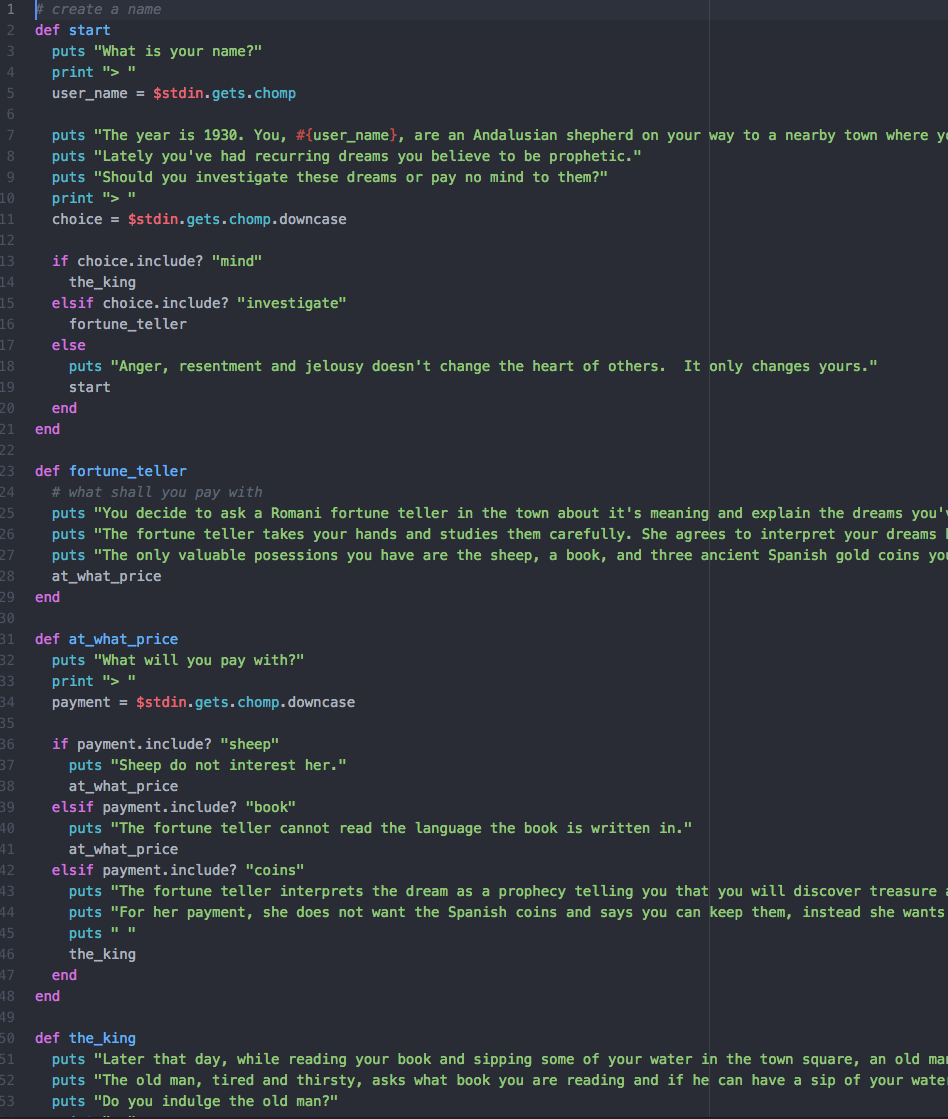 1 # create a name
2 def start
3 puts "What is your name?"
4 print "> "
5 user_name = $stdin.gets.chomp
6
7 puts "The year is 1930. You, #{user_name}, are an Andalusian shepherd on your way to a nearby town where
8 puts "Lately you've had recurring dreams you believe to be prophetic."
9 puts "Should you investigate these dreams or pay no mind to them?"
10 print "> "
11 choice = $stdin.gets.chomp.downcase
12
13 if choice.include? "mind"
14 the_king
15 elsif choice.include? "investigate"
16 fortune_teller
17 else
18 puts "Anger, resentment and jelousy doesn't change the heart of others.  It only changes yours."
19 start
20 end
21 end
22
23 def fortune_teller
24 # what shall you pay with
25 puts "You decide to ask a Romani fortune teller in the town about it's meaning and explain the dreams
26 puts "The fortune teller takes your hands and studies them carefully. She agrees to interpret your dreams
27 puts "The only valuable posessions you have are the sheep, a book, and three ancient Spanish gold coins
28 at_what_price
29 end
30
31 def at_what_price
32 puts "What will you pay with?"
33 print "> "
34 payment = $stdin.gets.chomp.downcase
35
36 if payment.include? "sheep"
37 puts "Sheep do not interest her."
38 at_what_price
39 elsif payment.include? "book"
40 puts "The fortune teller cannot read the language the book is written in."
41 at_what_price
42 elsif payment.include? "coins"
43 puts "The fortune teller interprets the dream as a prophecy telling you that you will discover treasure
44 puts "For her payment, she does not want the Spanish coins and says you can keep them, instead she wants
45 puts " "
46 the_king
47 end
48 end
49
50 def the_king
51 puts "Later that day, while reading your book and sipping some of your water in the town square, an old
52 puts "The old man, tired and thirsty, asks what book you are reading and if he can have a sip of your
53 puts "Do you indulge the old man?"